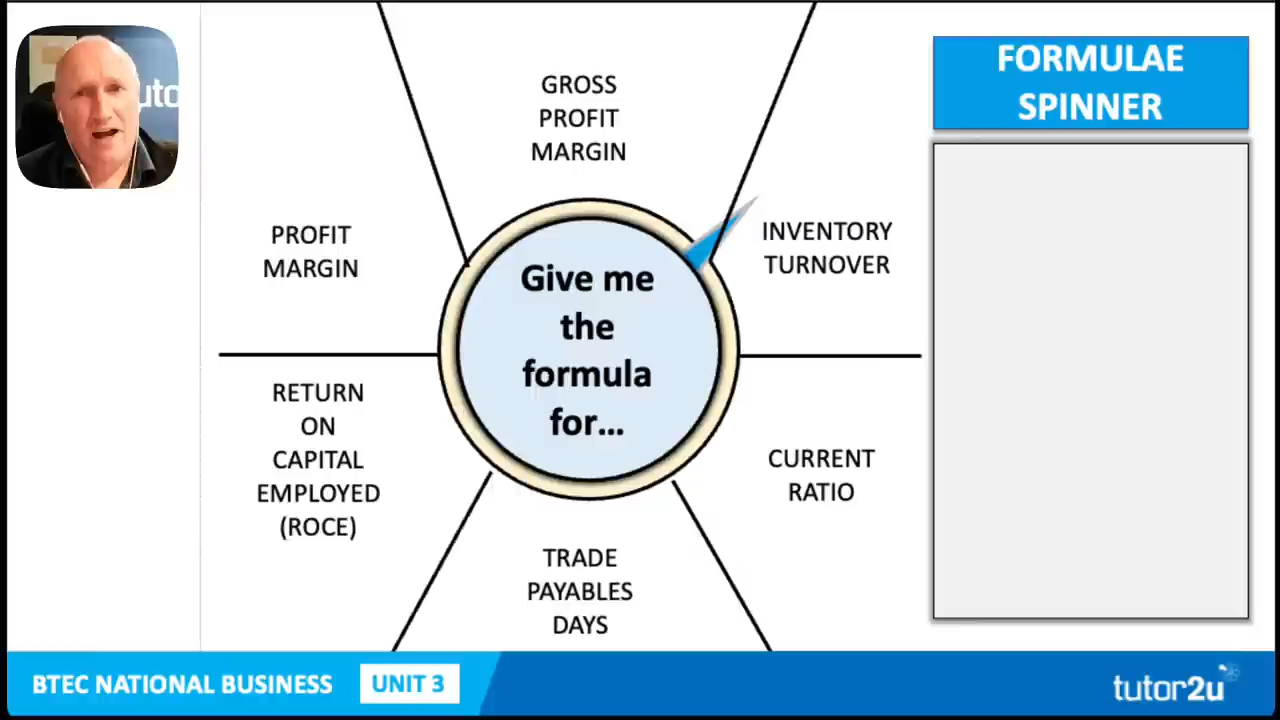 FORMULAE
SPINNER
GROSS
PROFIT
MARGIN
PROFIT
MARGIN
INVENTORY
TURNOVER
Give me
the
formula
for...
RETURN
ON
CAPITAL
EMPLOYED
(ROCE)
CURRENT
RATIO
TRADE
PAYABLES
DAYS
BTEC NATIONAL BUSINESS UNIT 3
tutor2u
uto